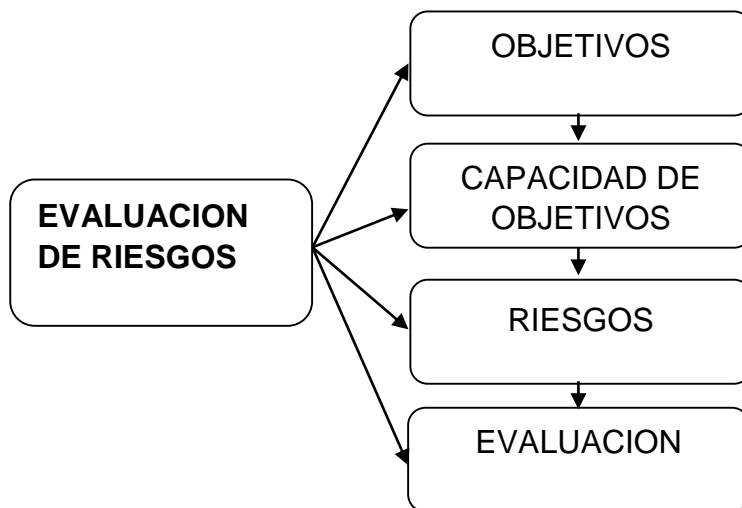 OBJETIVOS
CAPACIDAD DE
OBJETIVOS
EVALUACION
DE RIESGOS
RIESGOS
EVALUACION